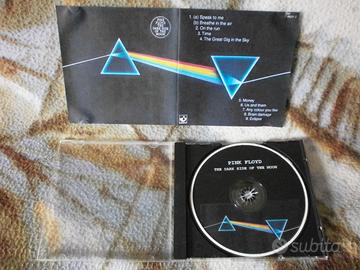 1. (a) Speak to me
(b) Breathe in the air
2. On the run
3. Time
4. The Great Gig in the Sky
5. Money
6. Us and them
7. Any colour you like
8. Brain damage
9. Eclipse
PINK FLOYD
THE DARK SIDE OF THE MOON
subito